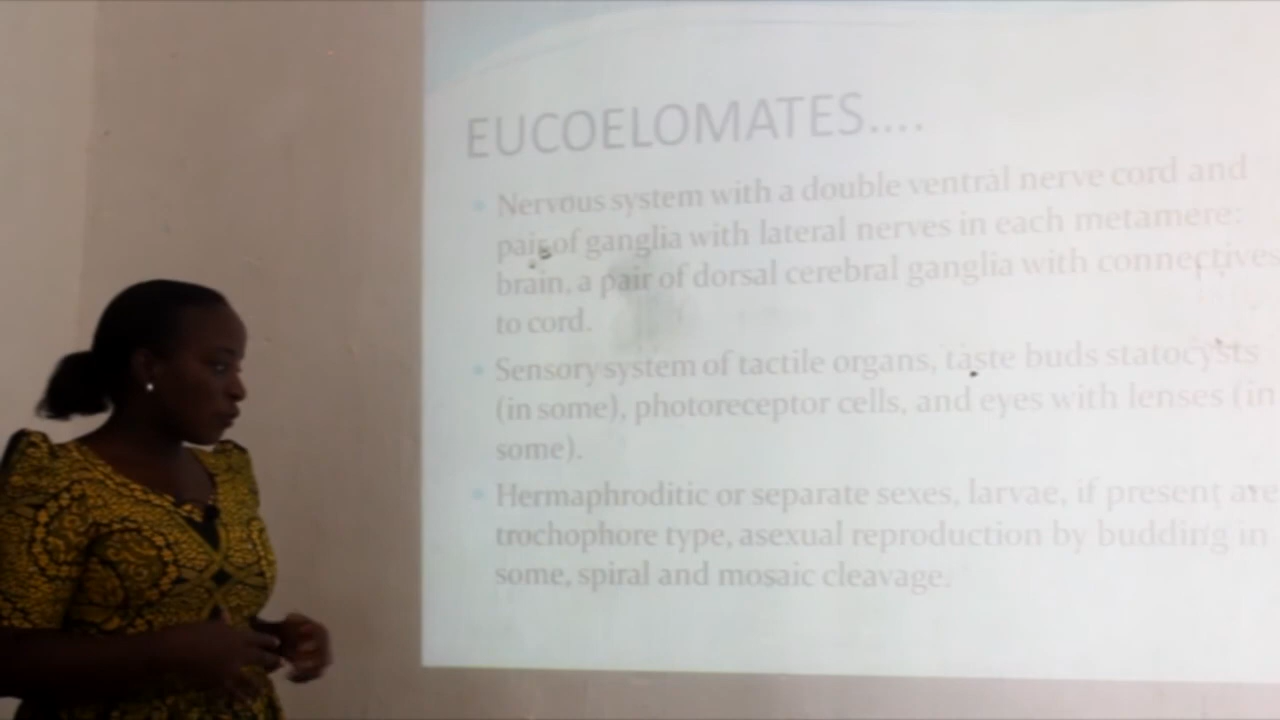 EUCOELOMATES....
• Nervous system with a double ventral nerve cord and
pair of ganglia with lateral nerves in each metamere:
brain, a pair of dorsal cerebral ganglia with connectives
to cord.
• Sensory system of tactile organs, taste buds statocysts
(in some), photoreceptor cells, and eyes with lenses (in
some).
• Hermaphroditic or separate sexes, larvae, if present are
trochophore type, asexual reproduction by budding in
some, spiral and mosaic cleavage.